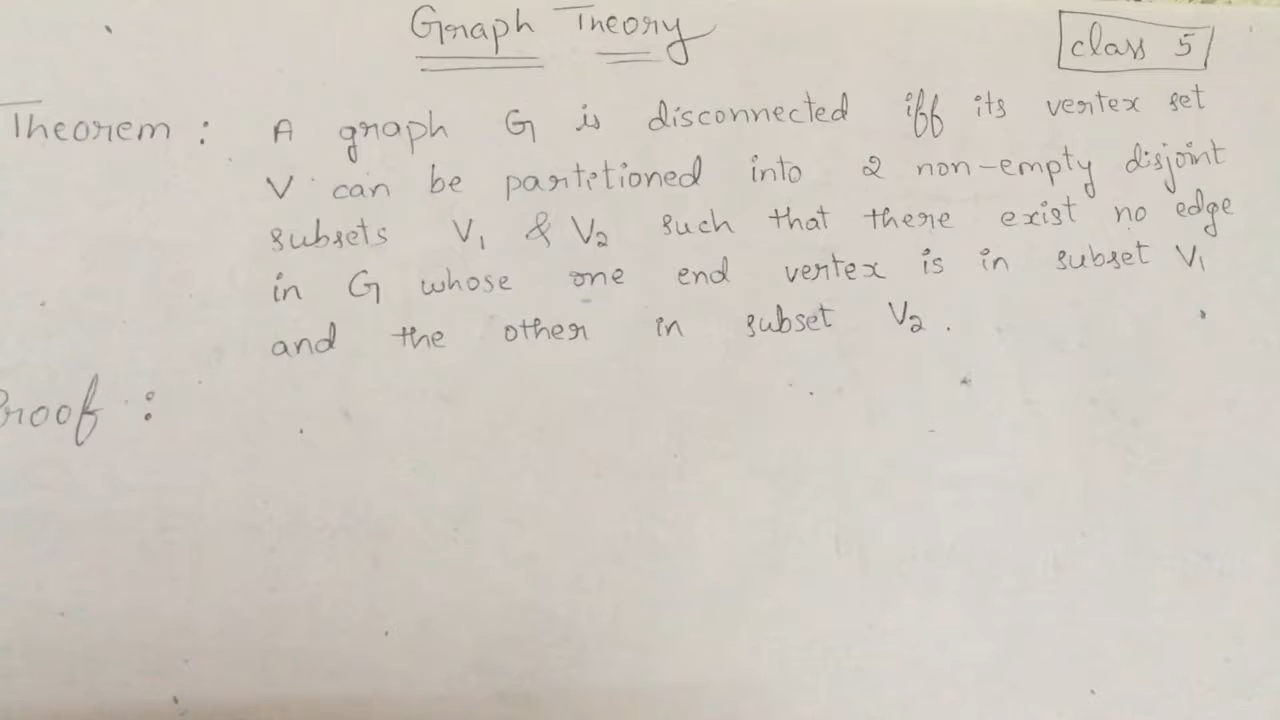 Graph Theory
class 5
Theorem : A graph G is disconnected iff its vertex set
V can be partitioned into 2 non-empty disjoint
subsets V₁ & V₂ such that there exist no edge
in G whose one end vertex is in subset V₁
and the other in subset V₂.
Proof :